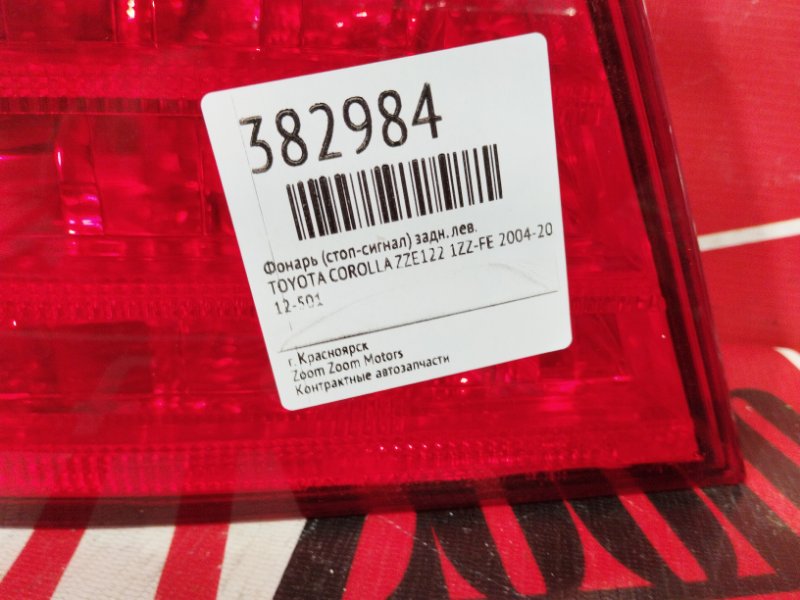 382984
Фонарь (стоп-сигнал) задн. лев.
TOYOTA COROLLA ZZE122 1ZZ-FE 2004-20
12-501
г. Красноярск
Zoom Zoom Motors
Контрактные автозапчасти